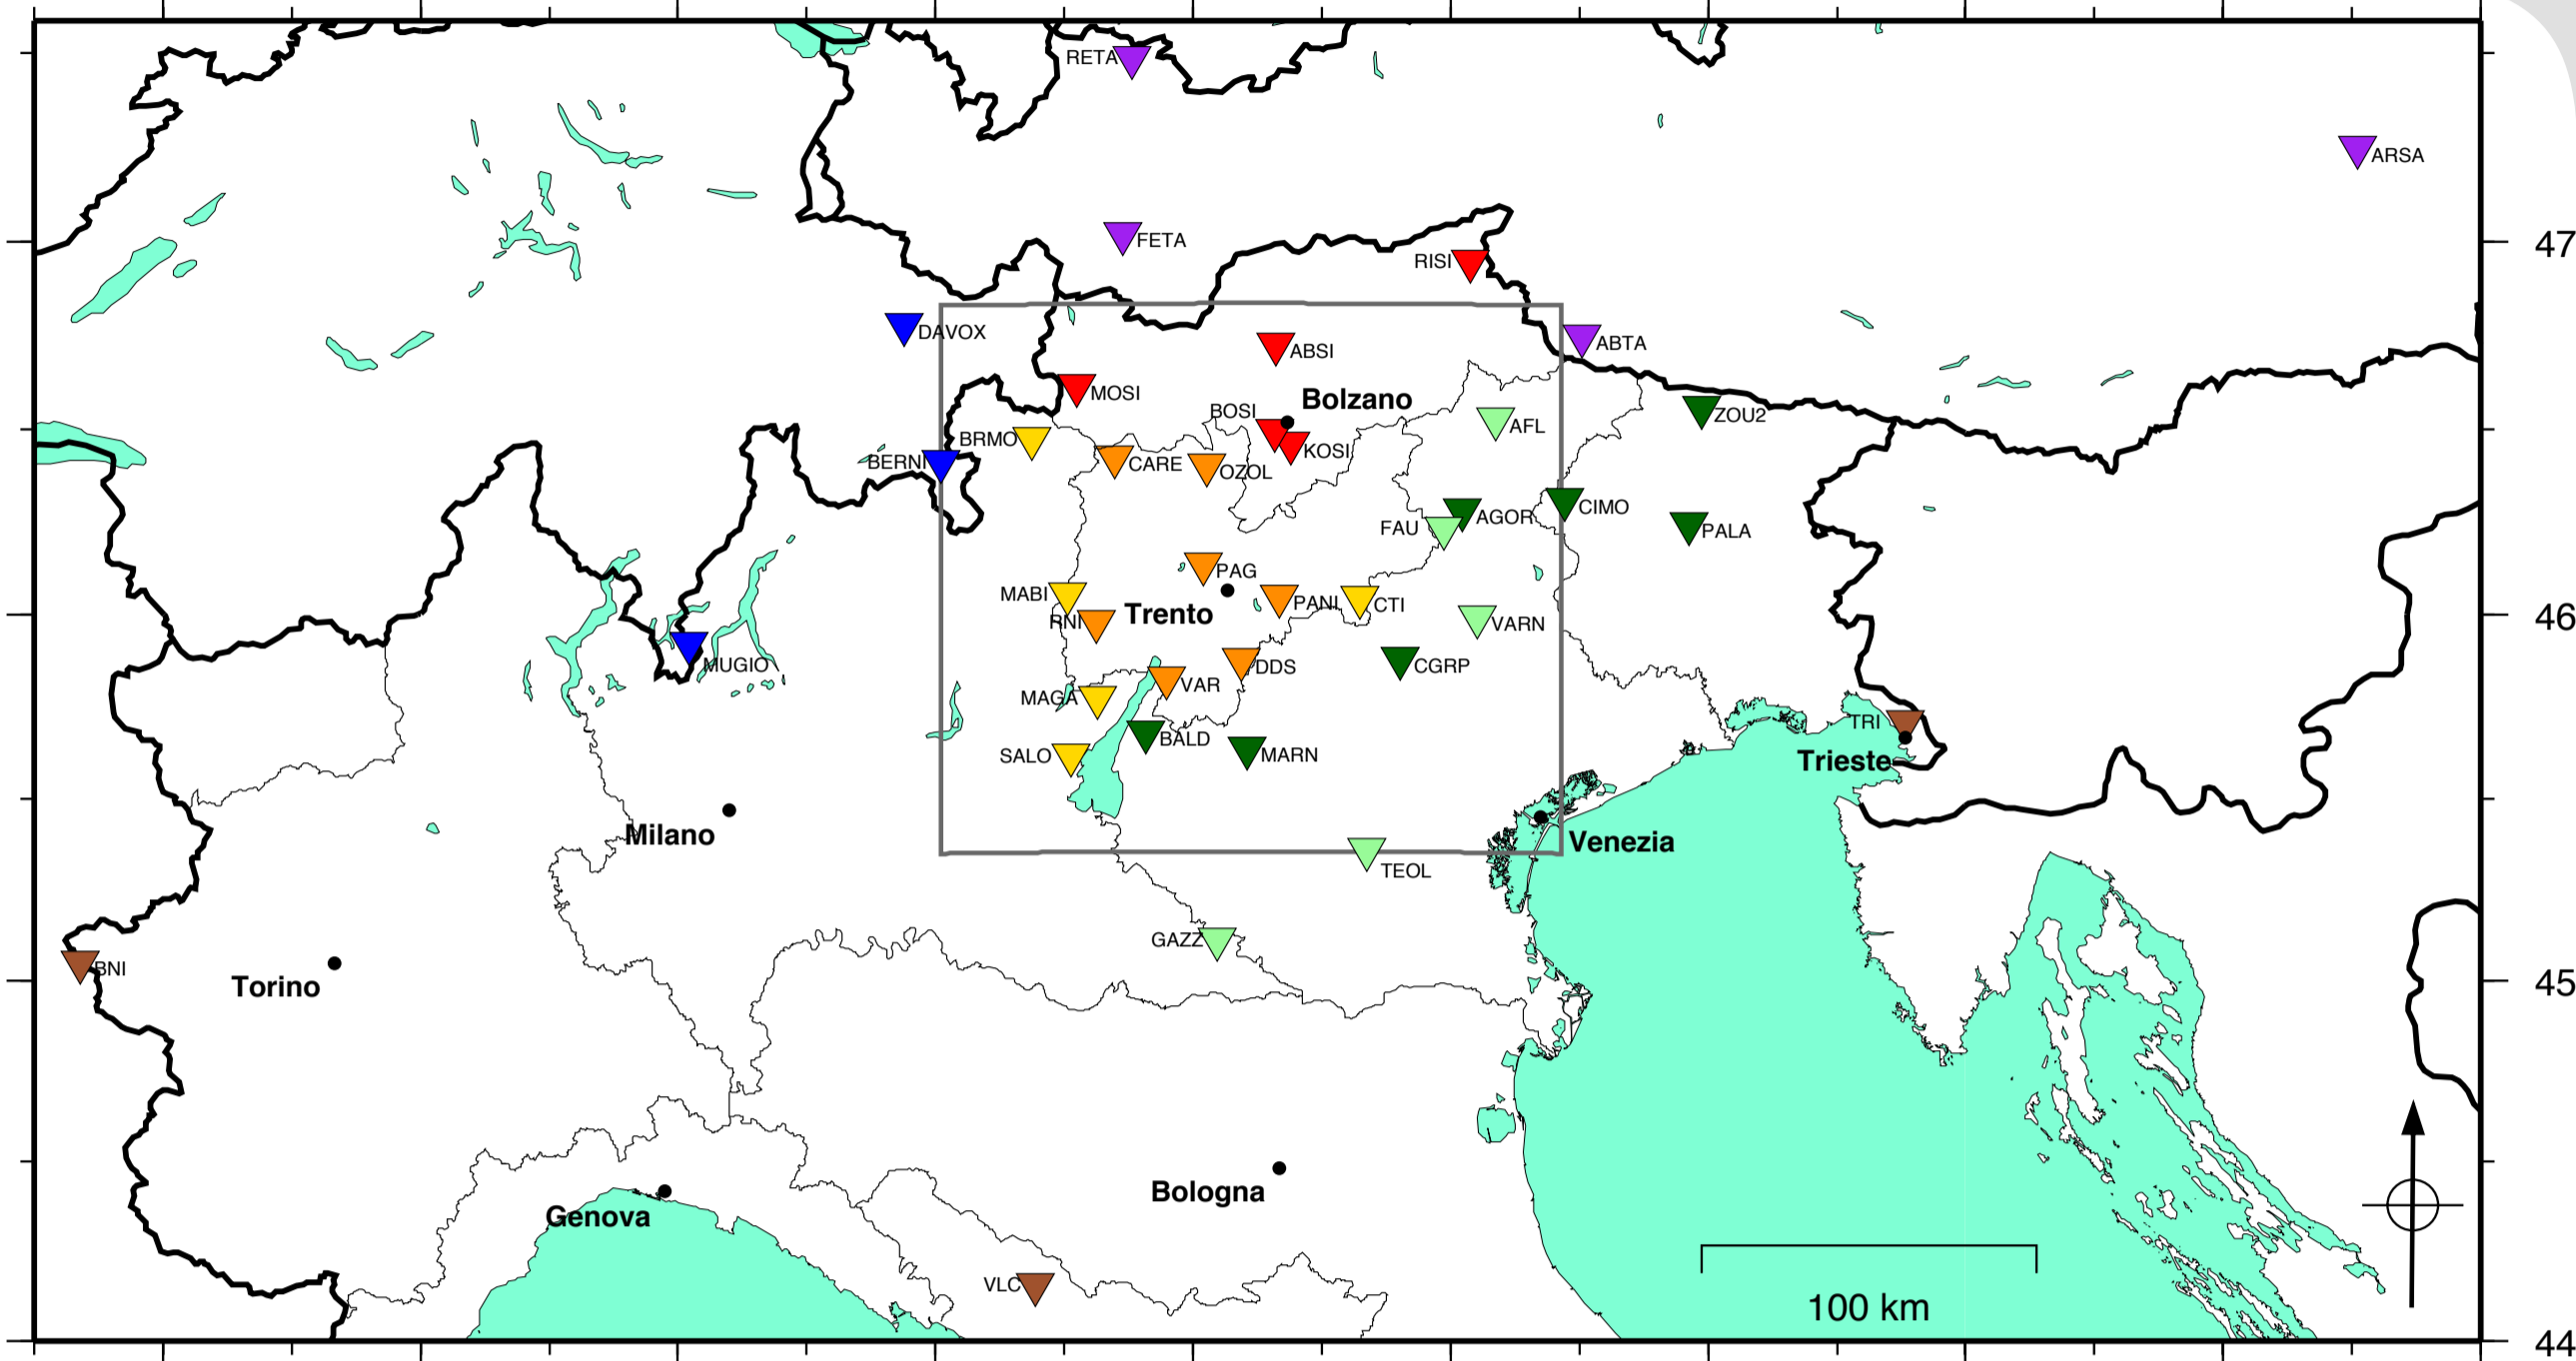 RETA
ARSA
FETA
47
RISI
DAVOX
ABTA
ABSI
MOSI
Bolzano
BOSI
ZOU2
AFL
BRMO
KOSI
BERNI
CARE
OZOL
CIMO
AGOR
FAU
PALA
PAG
MABI
PANI
CTI
46
Trento
RNI
VARN
MUGIO
DDS
CGRP
VAR
MAGA
TRI
BALD
SALO
MARN
Trieste
Milano
Venezia
TEOL
GAZZ
BNI
45
Torino
Bologna
Genova
VLC
100 km
44